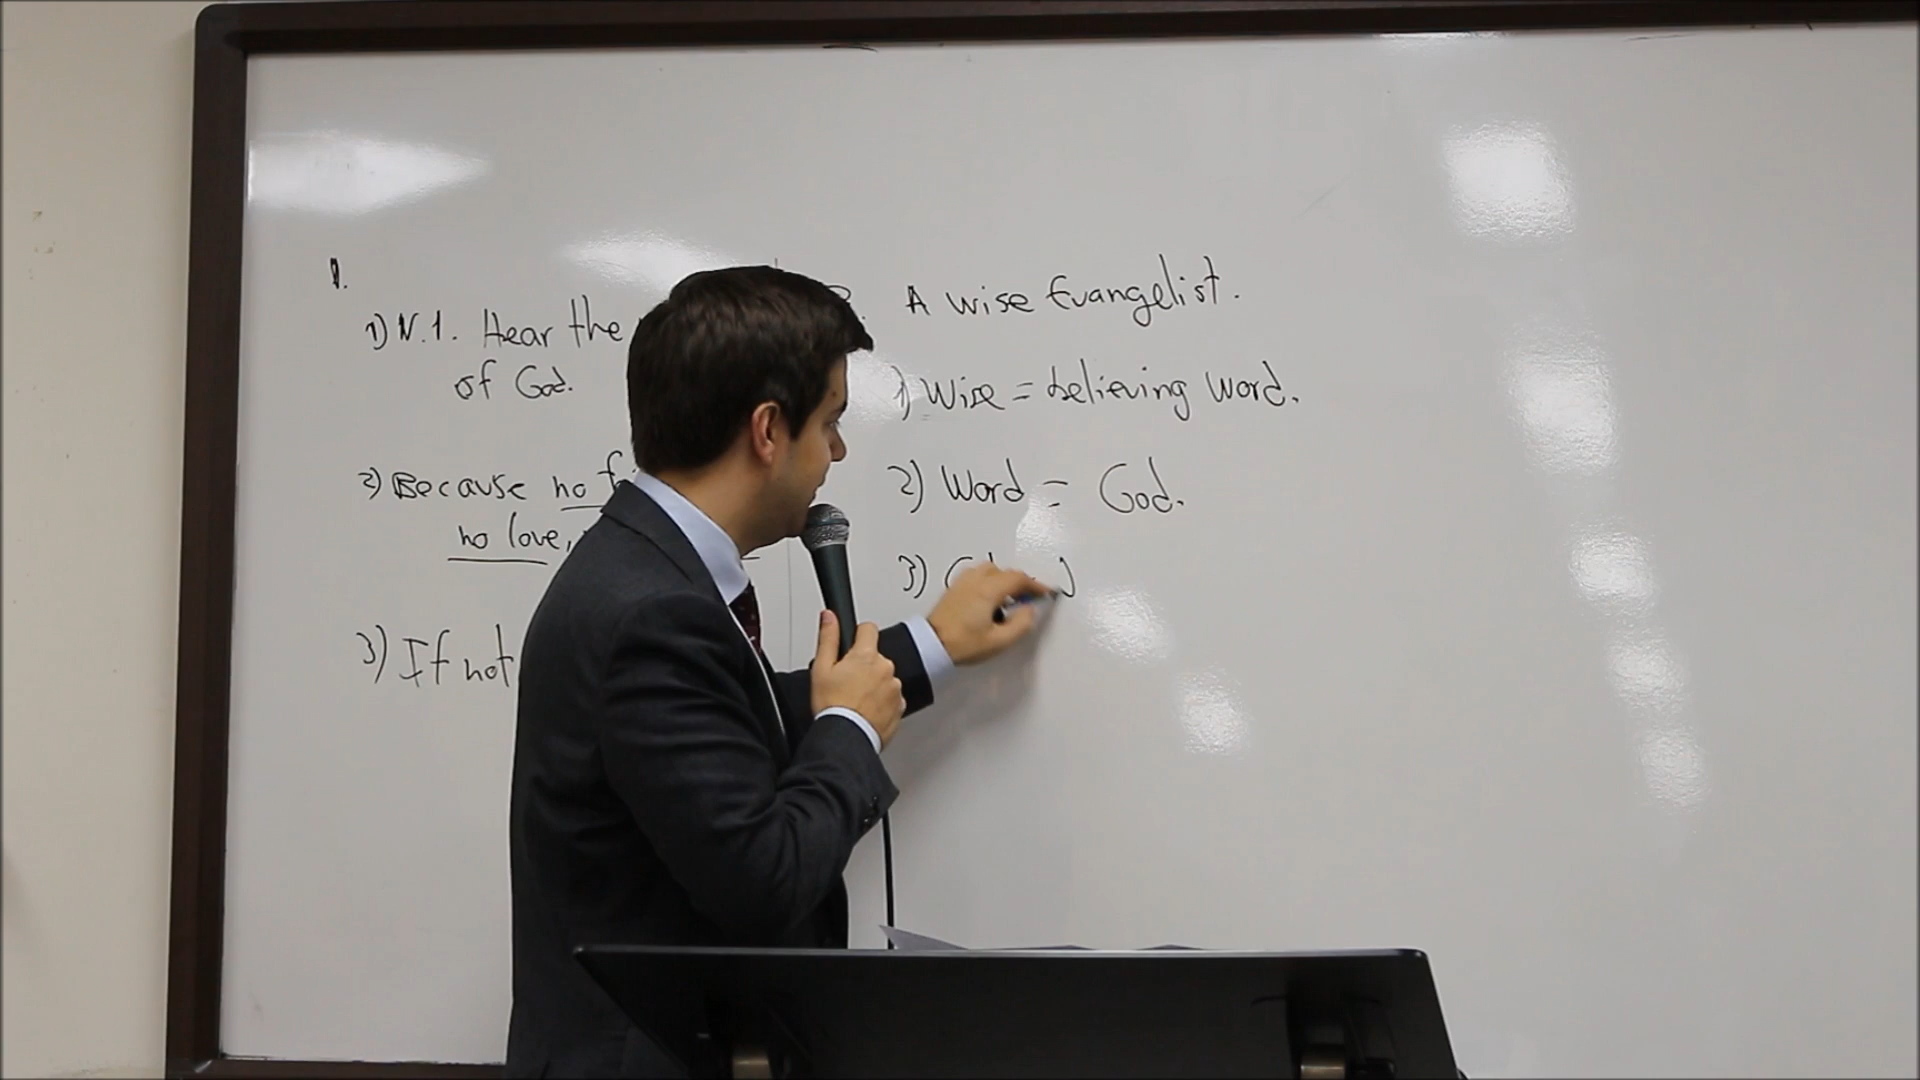 1.
1) N.1. Hear the
of God.
2) Because no
no love,
3) If not
A wise Evangelist.
1) Wise = believing Word.
2) Word = God.
3)